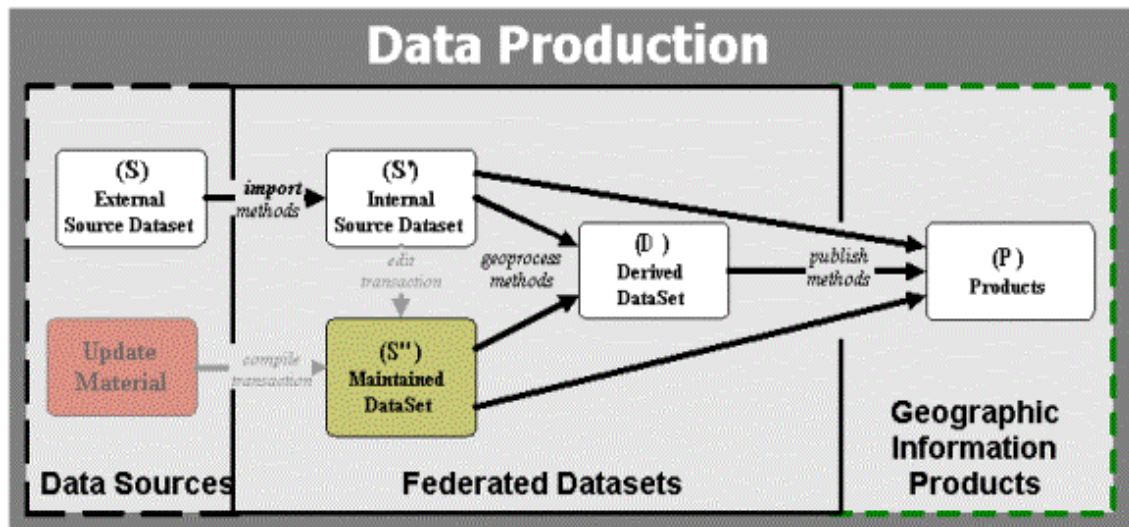 Data Production
(S)
External
Source Dataset
import
methods
(S')
Internal
Source Dataset
edit
transaction
geoprocess
methods
(D)
Derived
DataSet
publish
methods
(P)
Products
Update
Material
compile
transaction
(S'')
Maintained
DataSet
Data Sources
Federated Datasets
Geographic
Information
Products